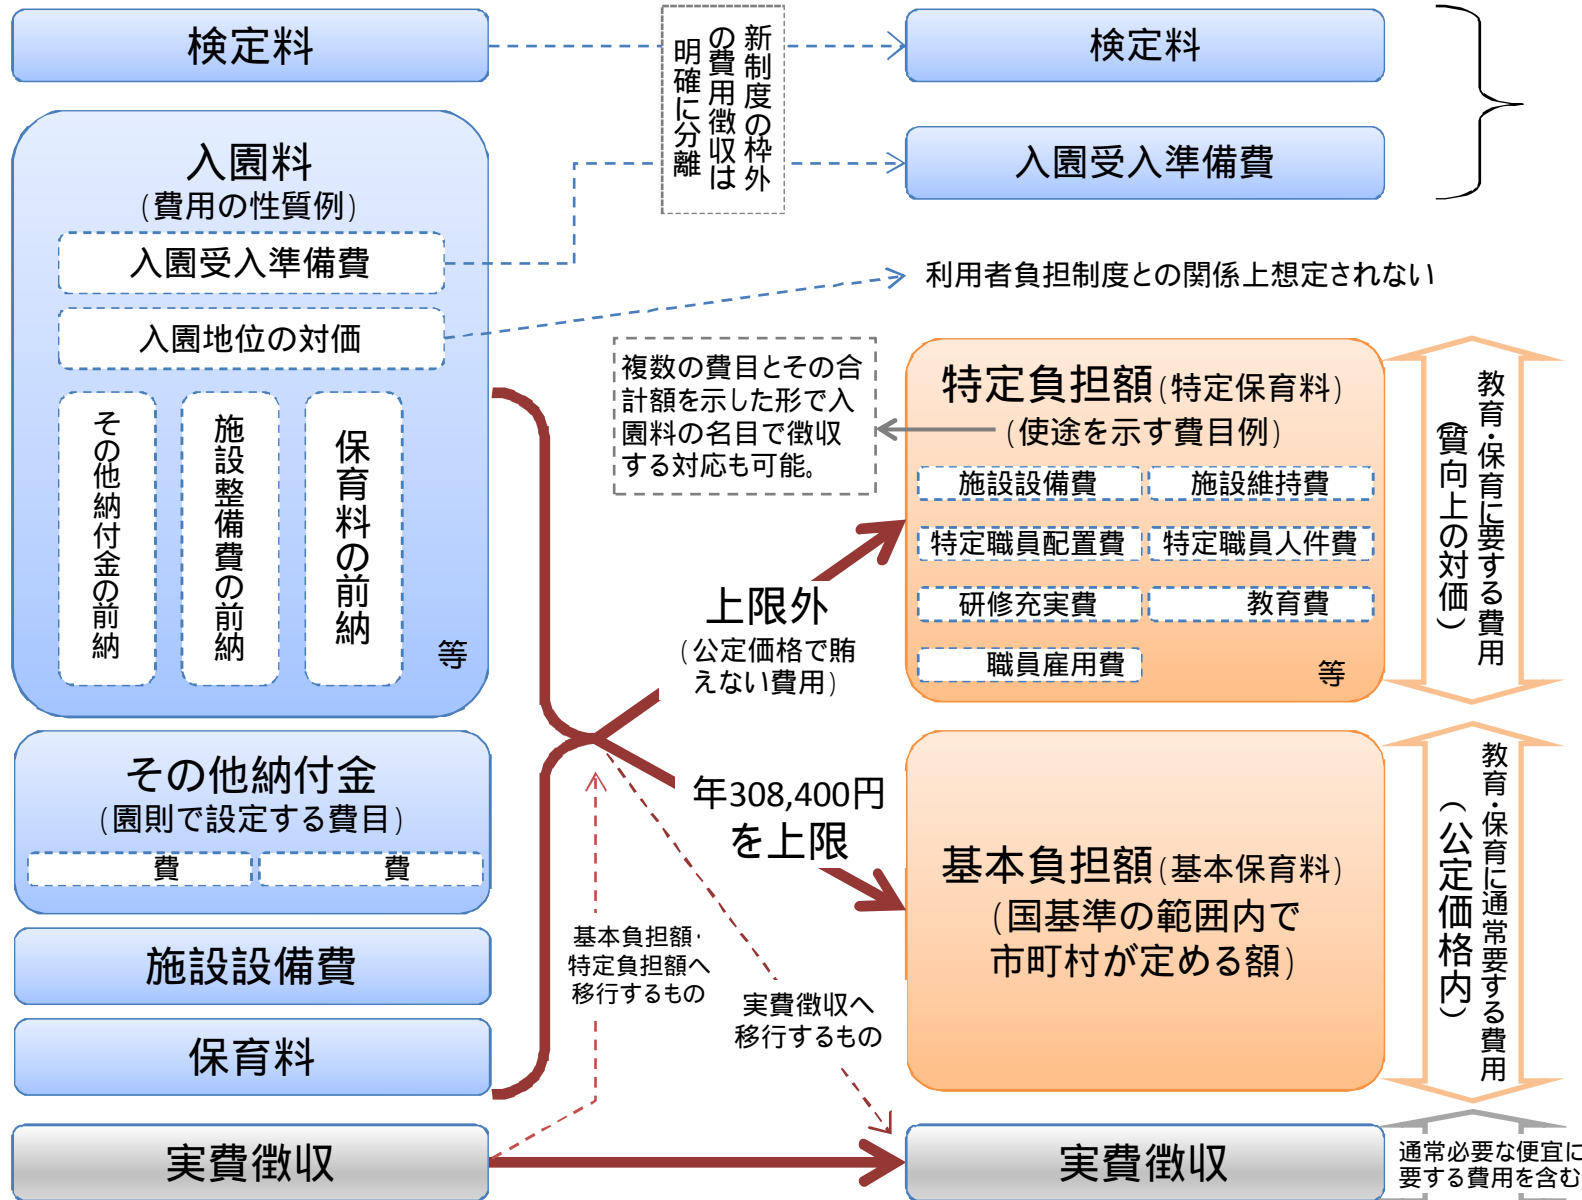 検定料
入園料
(費用の性質例)
入園受入準備費
入園地位の対価
その他納付金の前納
施設整備費の前納
保育料の前納
等
その他納付金
(園則で設定する費目)
費
費
施設設備費
保育料
実費徴収
新制度の枠外
の費用徴収は
明確に分離
複数の費目とその合
計額を示した形で入
園料の名目で徴収
する対応も可能。
上限外
(公定価格で賄
えない費用)
年308,400円
を上限
基本負担額・
特定負担額へ
移行するもの
実費徴収へ
移行するもの
検定料
入園受入準備費
利用者負担制度との関係上想定されない
特定負担額(特定保育料)
(使途を示す費目例)
施設設備費
施設維持費
特定職員配置費
特定職員人件費
研修充実費
教育費
職員雇用費
等
基本負担額(基本保育料)
(国基準の範囲内で
市町村が定める額)
実費徴収
教育・保育に要する費用
(質向上の対価)
教育・保育に通常要する費用
(公定価格内)
通常必要な便宜に
要する費用を含む